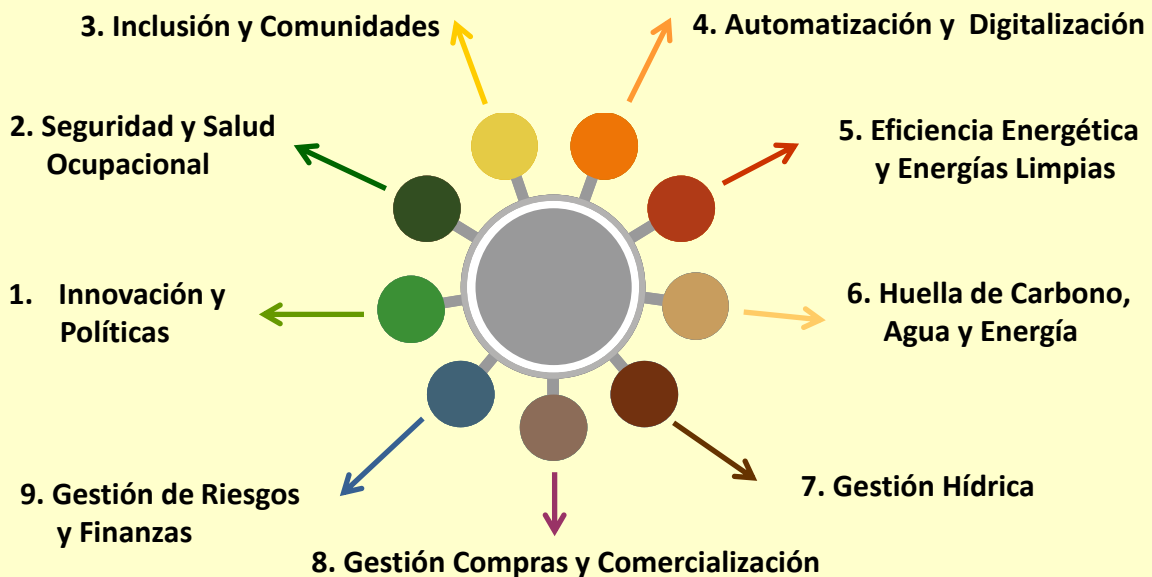 3. Inclusión y Comunidades
4. Automatización y Digitalización
2. Seguridad y Salud
Ocupacional
5. Eficiencia Energética
y Energías Limpias
1. Innovación y
Políticas
6. Huella de Carbono,
Agua y Energía
9. Gestión de Riesgos
y Finanzas
7. Gestión Hídrica
8. Gestión Compras y Comercialización